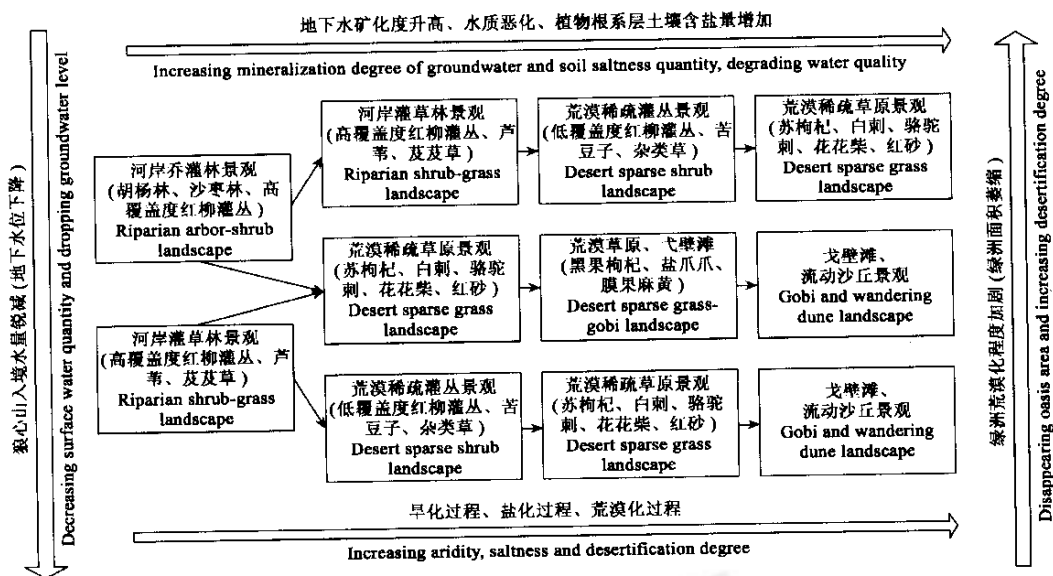 地下水矿化度升高、水质恶化、植物根系层土壤含盐量增加
Increasing mineralization degree of groundwater and soil saltness quantity, degrading water quality
狼心山入境水量锐减(地下水位下降)
Decreasing surface water quantity and dropping groundwater level
河岸乔灌林景观
(胡杨林、沙枣林、高
覆盖度红柳灌丛)
Riparian arbor-shrub
landscape
河岸灌草林景观
(高覆盖度红柳灌丛、芦
苇、芨芨草)
Riparian shrub-grass
landscape
河岸灌草林景观
(高覆盖度红柳灌丛、芦
苇、芨芨草)
Riparian shrub-grass
landscape
荒漠稀疏灌丛景观
(低覆盖度红柳灌丛、苦
豆子、杂类草)
Desert sparse shrub
landscape
荒漠稀疏草原景观
(苏枸杞、白刺、骆驼
刺、花花柴、红砂)
Desert sparse grass
landscape
荒漠稀疏草原景观
(苏枸杞、白刺、骆驼
刺、花花柴、红砂)
Desert sparse grass
landscape
荒漠草原、戈壁滩
(黑果枸杞、盐爪爪、
膜果麻黄)
Desert sparse grass-
gobi landscape
戈壁滩、
流动沙丘景观
Gobi and wandering
dune landscape
荒漠稀疏灌丛景观
(低覆盖度红柳灌丛、苦
豆子、杂类草)
Desert sparse shrub
landscape
荒漠稀疏草原景观
(苏枸杞、白刺、骆驼
刺、花花柴、红砂)
Desert sparse grass
landscape
戈壁滩、
流动沙丘景观
Gobi and wandering
dune landscape
旱化过程、盐化过程、荒漠化过程
Increasing aridity, saltness and desertification degree
绿洲荒漠化程度加剧(绿洲面积萎缩)
Disappearing oasis area and increasing desertification degree